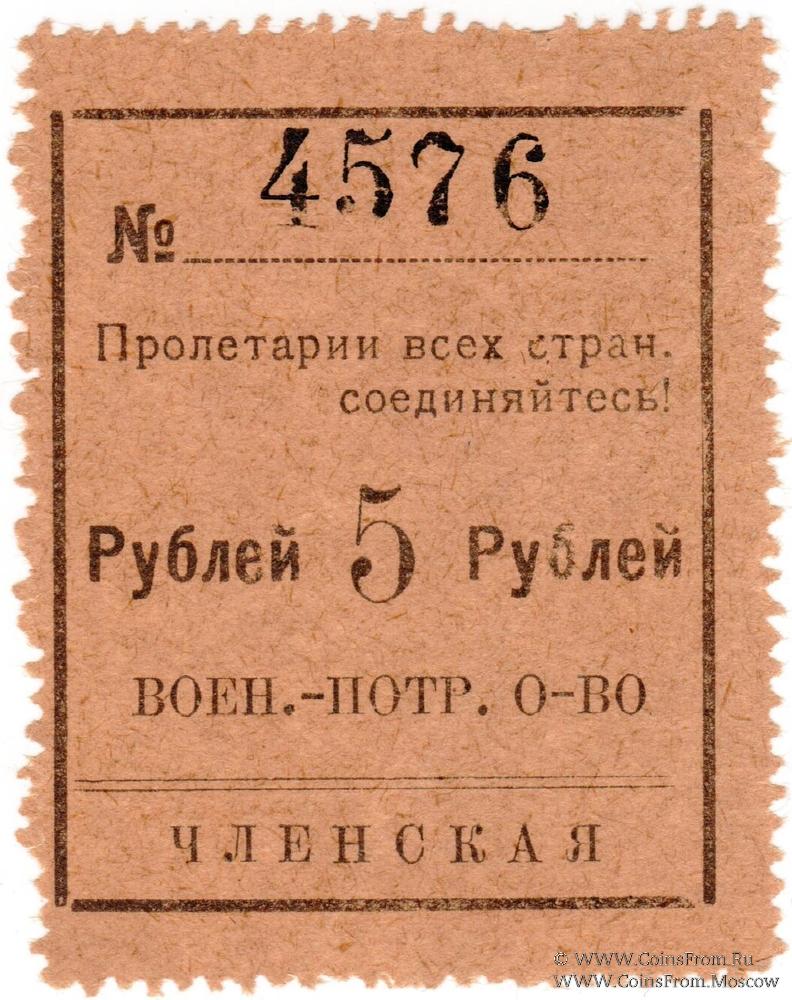 4576
№
Пролетарии всех стран.
соединяйтесь!
Рублей 5 Рублей
ВОЕН.-ПОТР. О-ВО
ЧЛЕНСКАЯ
© www.CoinsFrom.Ru
www.CoinsFrom.Moscow